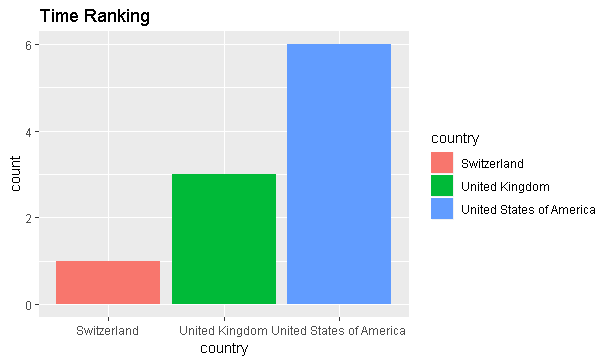 Time Ranking
6
4
2
0
count
Switzerland
United Kingdom
United States of America
country
country
Switzerland
United Kingdom
United States of America